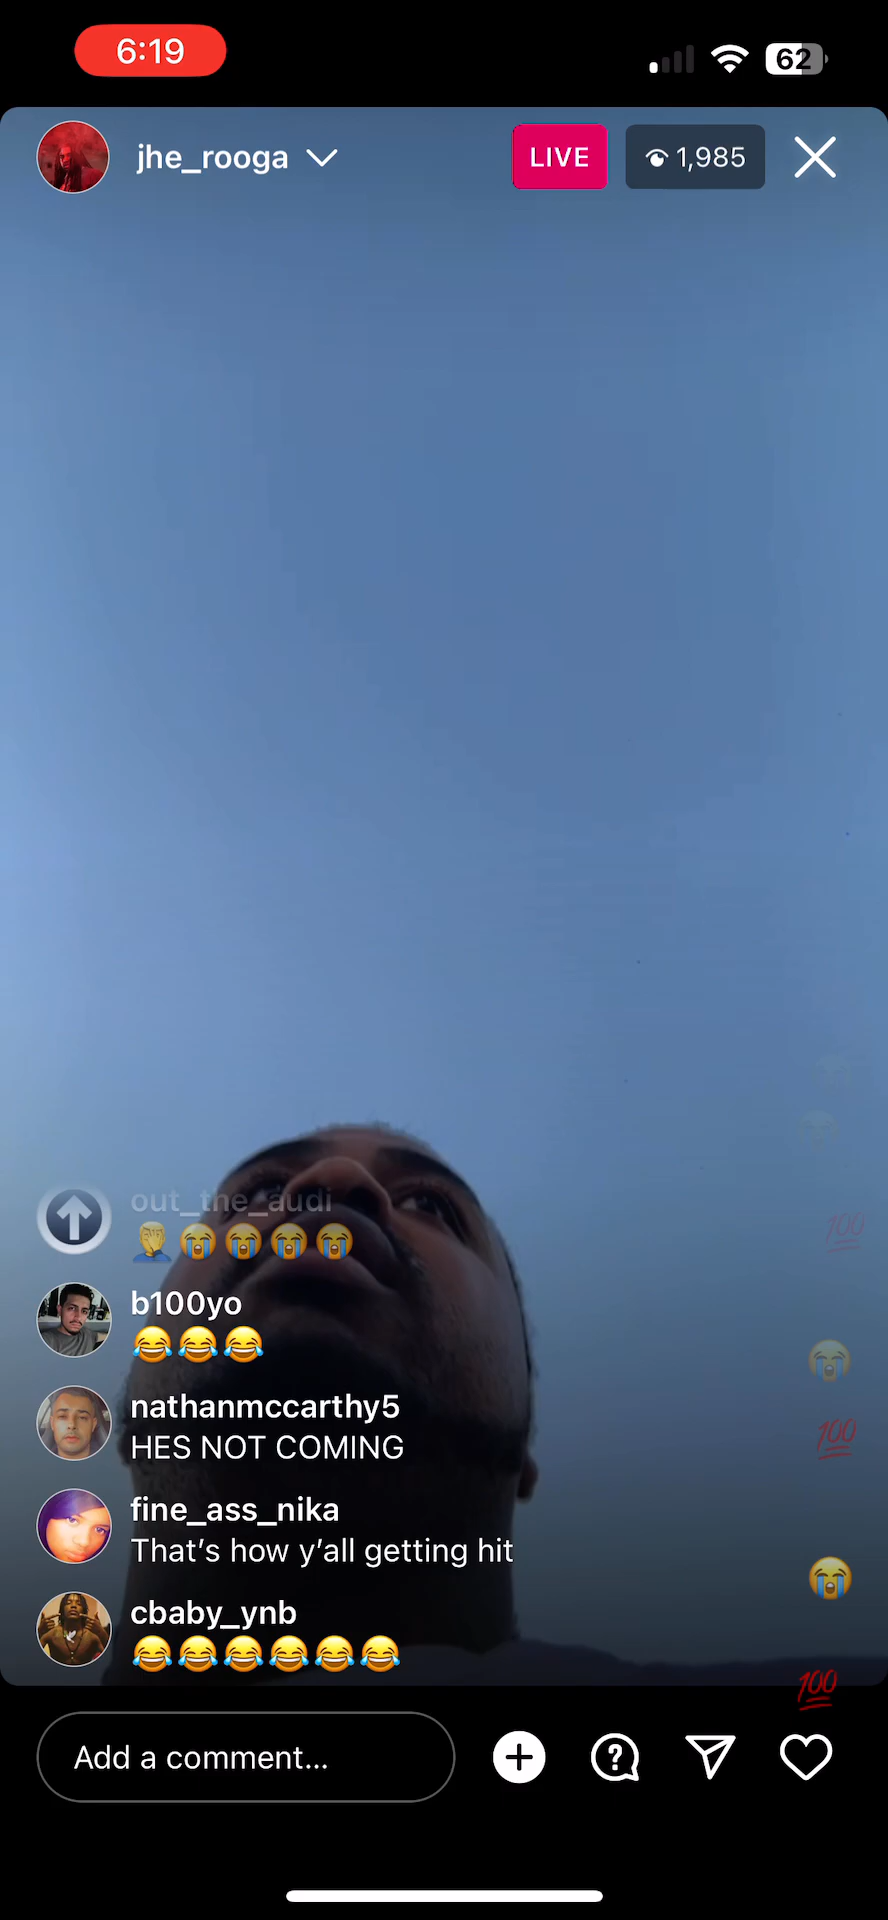 6:19
62
jhe_rooga
LIVE
1,985
out_the_audi
🤦‍♂️😭😭😭😭
b100yo
😂😂😂
nathanmccarthy5
HES NOT COMING
fine_ass_nika
That's how y'all getting hit
cbaby_ynb
😂😂😂😂😂😂
Add a comment...